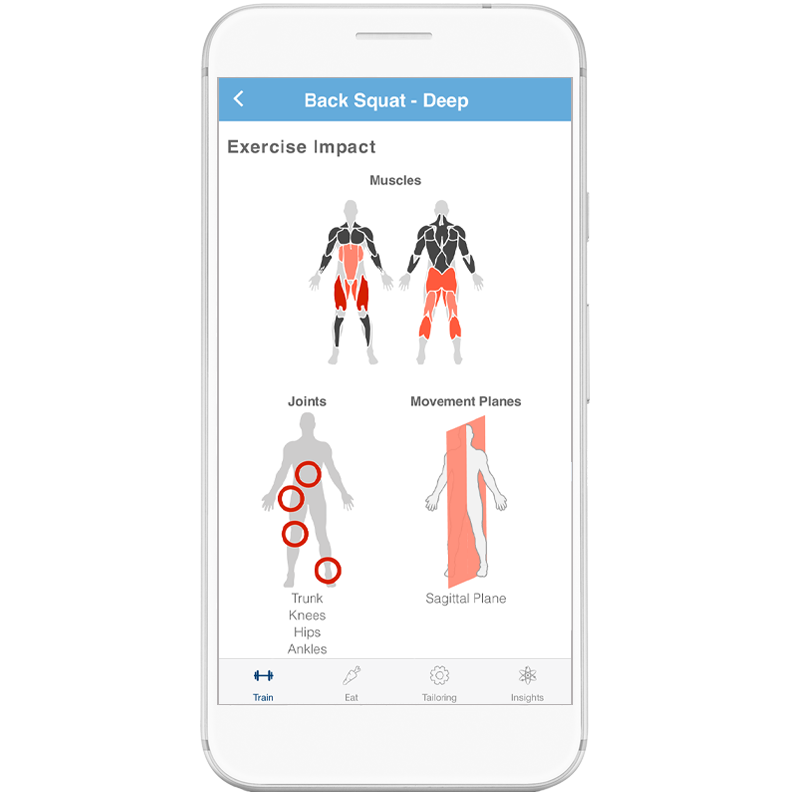 Back Squat - Deep
Exercise Impact
Muscles
Joints
Movement Planes
Trunk
Knees
Hips
Ankles
Sagittal Plane
Train
Eat
Tailoring
Insights